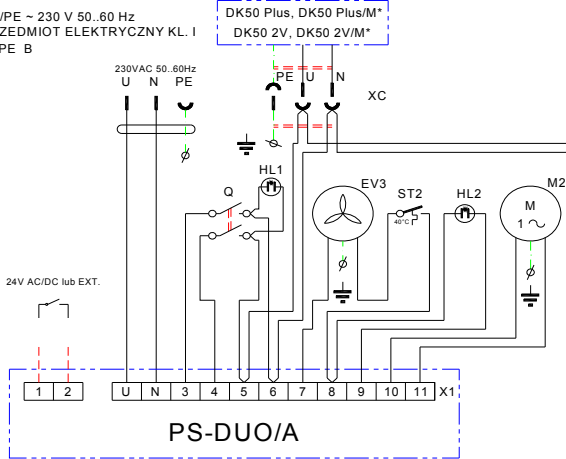 /PE ~ 230 V 50..60 Hz
ZEDMIOT ELEKTRYCZNY KL. I
PE B
DK50 Plus, DK50 Plus/M*
DK50 2V, DK50 2V/M*
230VAC 50..60Hz
U N PE
PE U N
XC
HL1
Q
EV3
ST2
40°C
HL2
M2
M
1 ~
24V AC/DC lub EXT.
1 2 U N 3 4 5 6 7 8 9 10 11 X1
PS-DUO/A